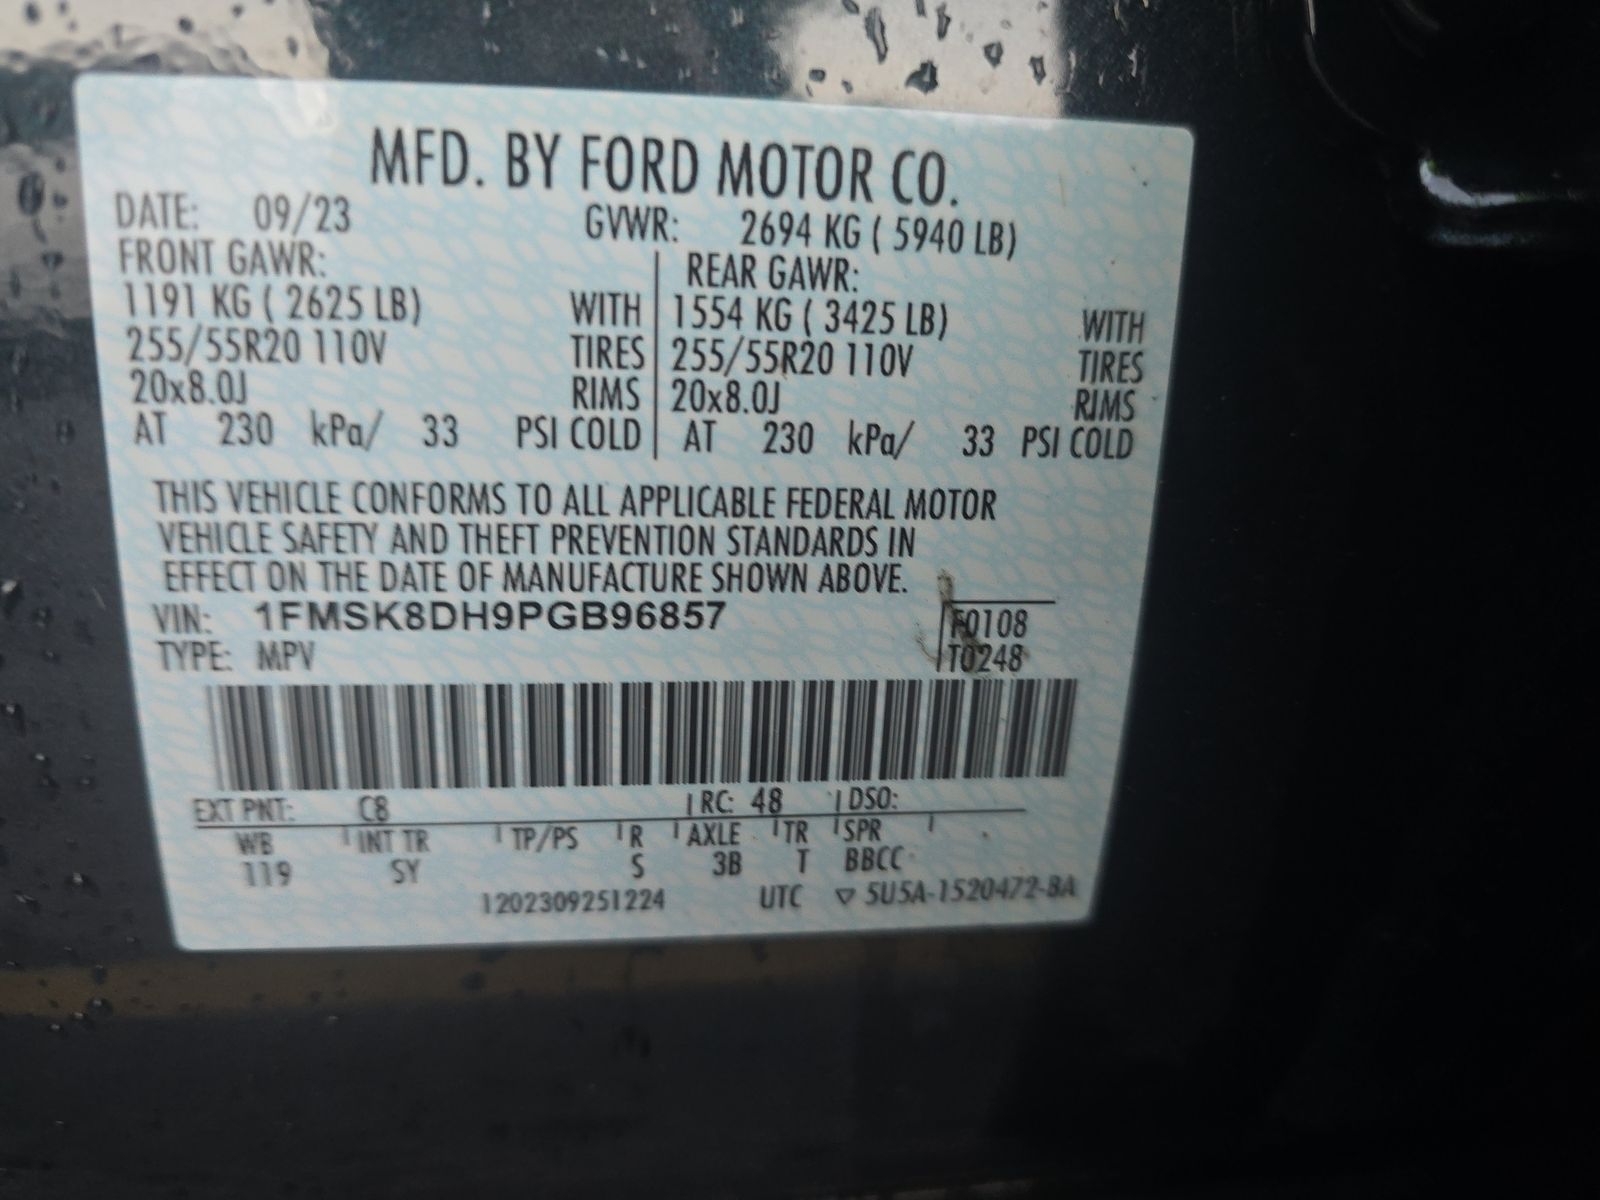 MFD. BY FORD MOTOR CO.
DATE: 09/23 GVWR: 2694 KG ( 5940 LB)
FRONT GAWR: REAR GAWR:
1191 KG ( 2625 LB) WITH 1554 KG ( 3425 LB) WITH
255/55R20 110V TIRES 255/55R20 110V TIRES
20x8.0J RIMS 20x8.0J RIMS
AT 230 kPa/ 33 PSI COLD AT 230 kPa/ 33 PSI COLD
THIS VEHICLE CONFORMS TO ALL APPLICABLE FEDERAL MOTOR
VEHICLE SAFETY AND THEFT PREVENTION STANDARDS IN
EFFECT ON THE DATE OF MANUFACTURE SHOWN ABOVE.
VIN: 1FMSK8DH9PGB96857 F0108
TYPE: MPV T0248
EXT PNT: C8 RC: 48 DSO:
WB INT TR TP/PS R AXLE TR SPR
119 SY S 3B T BBCC
1202309251224 UTC ▽ 5U5A-1520472-BA